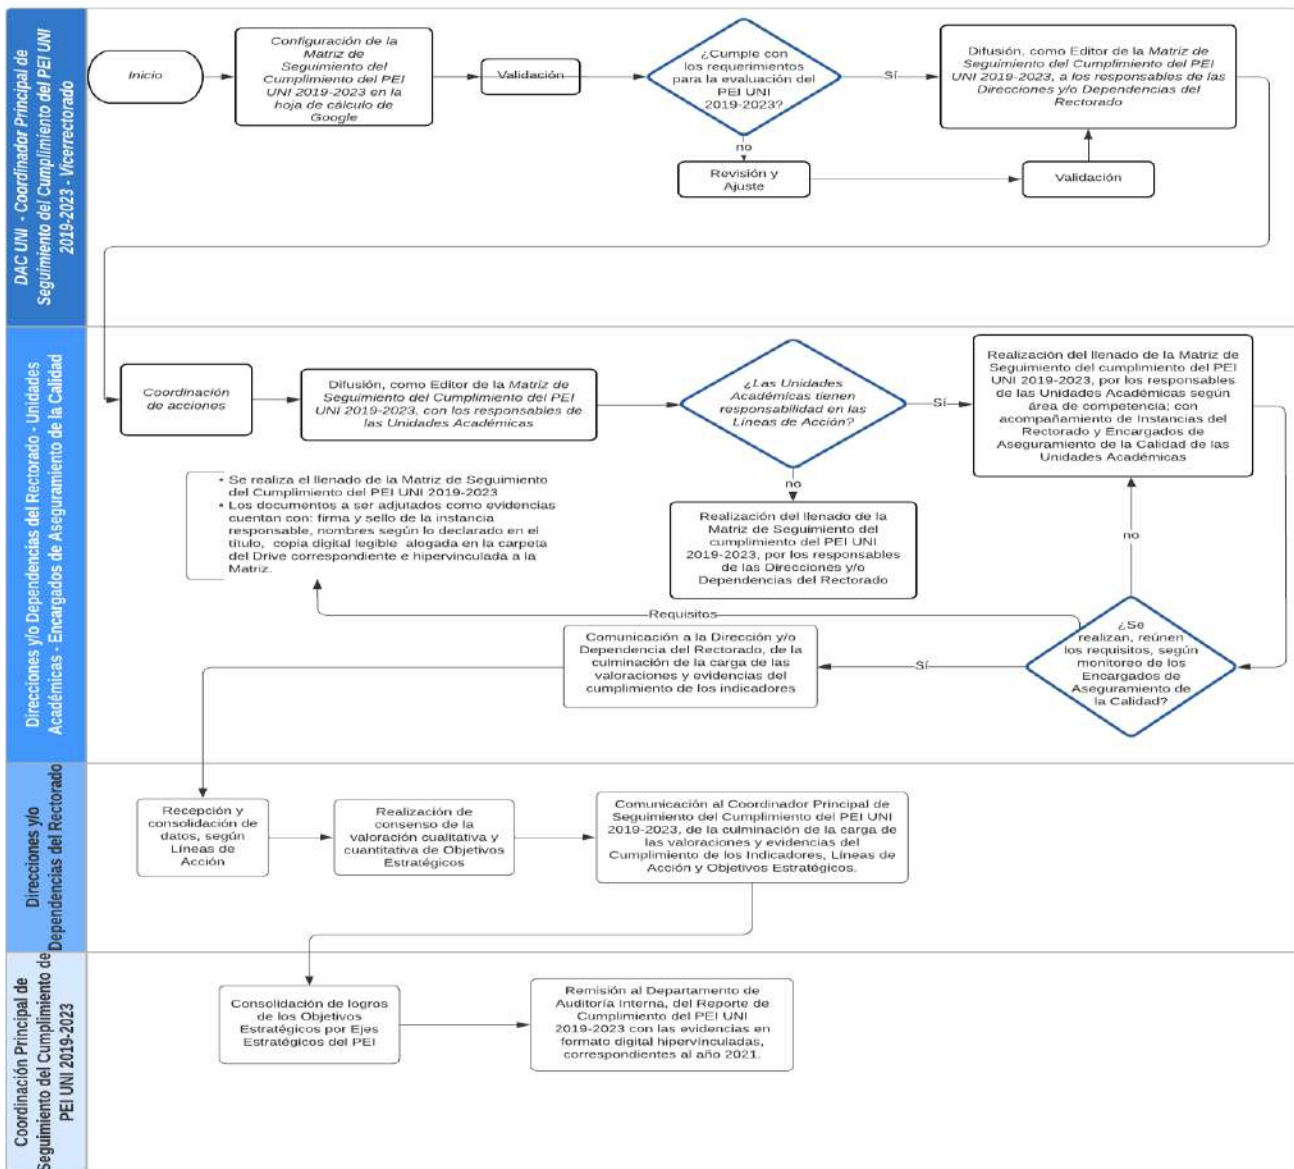 DAC UNI - Coordinador Principal de
Seguimiento del Cumplimiento del PEI UNI
2019-2023 - Vicerrectorado
Inicio
Configuración de la
Matriz de
Seguimiento del
Cumplimiento del PEI
UNI 2019-2023 en la
hoja de cálculo de
Google
Validación
¿Cumple con
los requerimientos
para la evaluación del
PEI UNI
2019-2023?
Sí
Difusión, como Editor de la Matriz de
Seguimiento del Cumplimiento del PEI
UNI 2019-2023, a los responsables de las
Direcciones y/o Dependencias del
Rectorado
no
Revisión y
Ajuste
Validación
Direcciones y/o Dependencias del Rectorado - Unidades
Académicas - Encargados de Aseguramiento de la Calidad
Coordinación
de acciones
Difusión, como Editor de la Matriz de
Seguimiento del Cumplimiento del PEI
UNI 2019-2023, con los responsables de
las Unidades Académicas
¿Las Unidades
Académicas tienen
responsabilidad en las
Líneas de Acción?
Sí
Realización del llenado de la Matriz de
Seguimiento del cumplimiento del PEI
UNI 2019-2023, por los responsables
de las Unidades Académicas según
área de competencia; con
acompañamiento de Instancias del
Rectorado y Encargados de
Aseguramiento de la Calidad de las
Unidades Académicas
no
Realización del llenado de la
Matriz de Seguimiento del
cumplimiento del PEI UNI
2019-2023, por los responsables
de las Direcciones y/o
Dependencias del Rectorado
• Se realiza el llenado de la Matriz de Seguimiento
del Cumplimiento del PEI UNI 2019-2023
• Los documentos a ser adjutados como evidencias
cuentan con: firma y sello de la instancia
responsable, nombres según lo declarado en el
título, copia digital legible alogada en la carpeta
del Drive correspondiente e hipervinculada a la
Matriz.
no
Requisitos
¿Se
realizan, reúnen
los requisitos, según
monitoreo de los
Encargados de
Aseguramiento de
la Calidad?
Sí
Comunicación a la Dirección y/o
Dependencia del Rectorado, de la
culminación de la carga de las
valoraciones y evidencias del
cumplimiento de los indicadores
Direcciones y/o
Dependencias del Rectorado
Recepción y
consolidación de
datos, según
Líneas de
Acción
Realización de
consenso de la
valoración cualitativa y
cuantitativa de Objetivos
Estratégicos
Comunicación al Coordinador Principal de
Seguimiento del Cumplimiento del PEI UNI
2019-2023, de la culminación de la carga de
las valoraciones y evidencias del
Cumplimiento de los Indicadores, Líneas de
Acción y Objetivos Estratégicos.
Coordinación Principal de
Seguimiento del Cumplimiento de
PEI UNI 2019-2023
Consolidación de logros
de los Objetivos
Estratégicos por Ejes
Estratégicos del PEI
Remisión al Departamento de
Auditoría Interna, del Reporte de
Cumplimiento del PEI UNI
2019-2023 con las evidencias en
formato digital hipervínculadas,
correspondientes al año 2021.